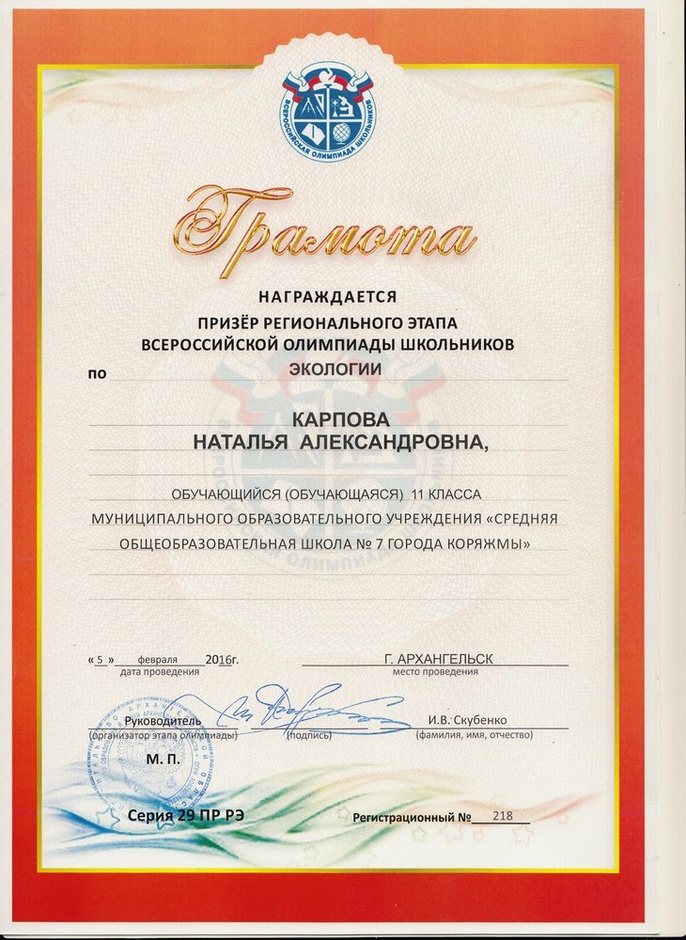 ВСЕРОССИЙСКАЯ ОЛИМПИАДА ШКОЛЬНИКОВ
Грамота
НАГРАЖДАЕТСЯ
ПРИЗЁР РЕГИОНАЛЬНОГО ЭТАПА
ВСЕРОССИЙСКОЙ ОЛИМПИАДЫ ШКОЛЬНИКОВ
по ЭКОЛОГИИ
КАРПОВА
НАТАЛЬЯ АЛЕКСАНДРОВНА,
ОБУЧАЮЩИЙСЯ (ОБУЧАЮЩАЯСЯ) 11 КЛАССА
МУНИЦИПАЛЬНОГО ОБРАЗОВАТЕЛЬНОГО УЧРЕЖДЕНИЯ «СРЕДНЯЯ
ОБЩЕОБРАЗОВАТЕЛЬНАЯ ШКОЛА № 7 ГОРОДА КОРЯЖМЫ»
« 5 » февраля 2016г. Г. АРХАНГЕЛЬСК
дата проведения место проведения
Руководитель И.В. Скубенко
(организатор этапа олимпиады) (подпись) (фамилия, имя, отчество)
М. П.
Серия 29 ПР РЭ Регистрационный № 218